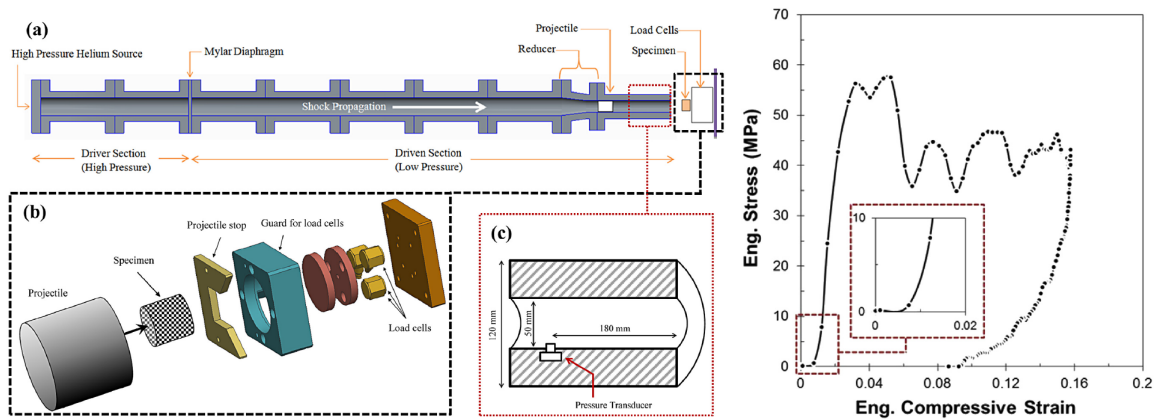 (a)
High Pressure Helium Source
Mylar Diaphragm
Reducer
Projectile
Load Cells
Specimen
Shock Propagation
Driver Section
(High Pressure)
Driven Section
(Low Pressure)
(b)
Projectile
Specimen
Projectile stop
Guard for load cells
Load cells
(c)
120 mm
50 mm
180 mm
Pressure Transducer
Eng. Stress (MPa)
70
60
50
40
30
20
10
0
10
0
0
0.02
0
0.04
0.08
0.12
0.16
0.2
Eng. Compressive Strain